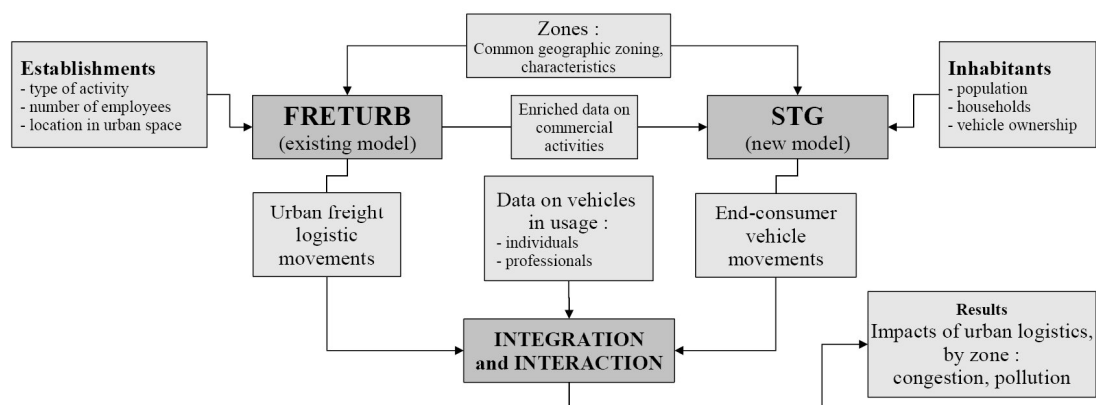 Zones :
Common geographic zoning,
characteristics
Establishments
- type of activity
- number of employees
- location in urban space
FRETURB
(existing model)
Enriched data on
commercial
activities
STG
(new model)
Inhabitants
- population
- households
- vehicle ownership
Urban freight
logistic
movements
Data on vehicles
in usage :
- individuals
- professionals
End-consumer
vehicle
movements
INTEGRATION
and INTERACTION
Results
Impacts of urban logistics,
by zone :
congestion, pollution